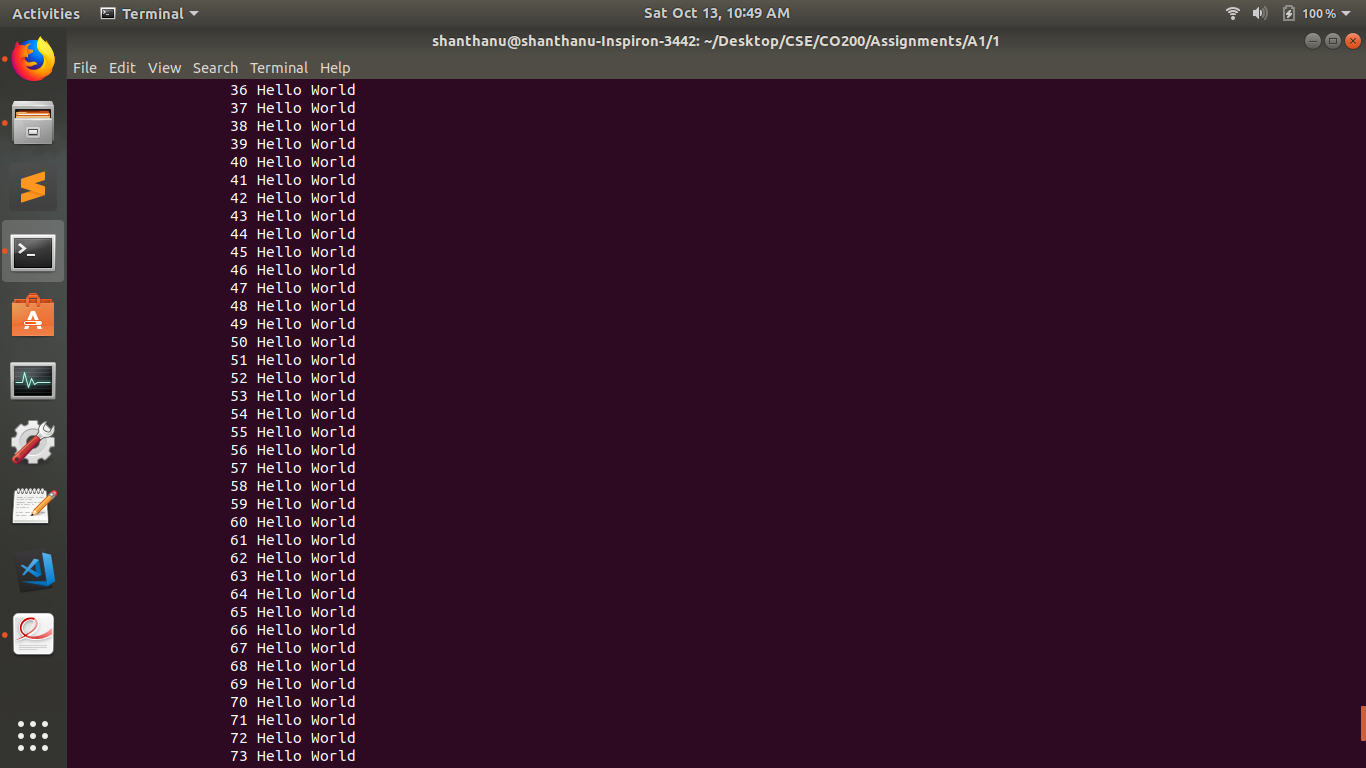 Activities Terminal Sat Oct 13, 10:49 AM 100%
shanthanu@shanthanu-Inspiron-3442: ~/Desktop/CSE/CO200/Assignments/A1/1
File Edit View Search Terminal Help
36 Hello World
37 Hello World
38 Hello World
39 Hello World
40 Hello World
41 Hello World
42 Hello World
43 Hello World
44 Hello World
45 Hello World
46 Hello World
47 Hello World
48 Hello World
49 Hello World
50 Hello World
51 Hello World
52 Hello World
53 Hello World
54 Hello World
55 Hello World
56 Hello World
57 Hello World
58 Hello World
59 Hello World
60 Hello World
61 Hello World
62 Hello World
63 Hello World
64 Hello World
65 Hello World
66 Hello World
67 Hello World
68 Hello World
69 Hello World
70 Hello World
71 Hello World
72 Hello World
73 Hello World